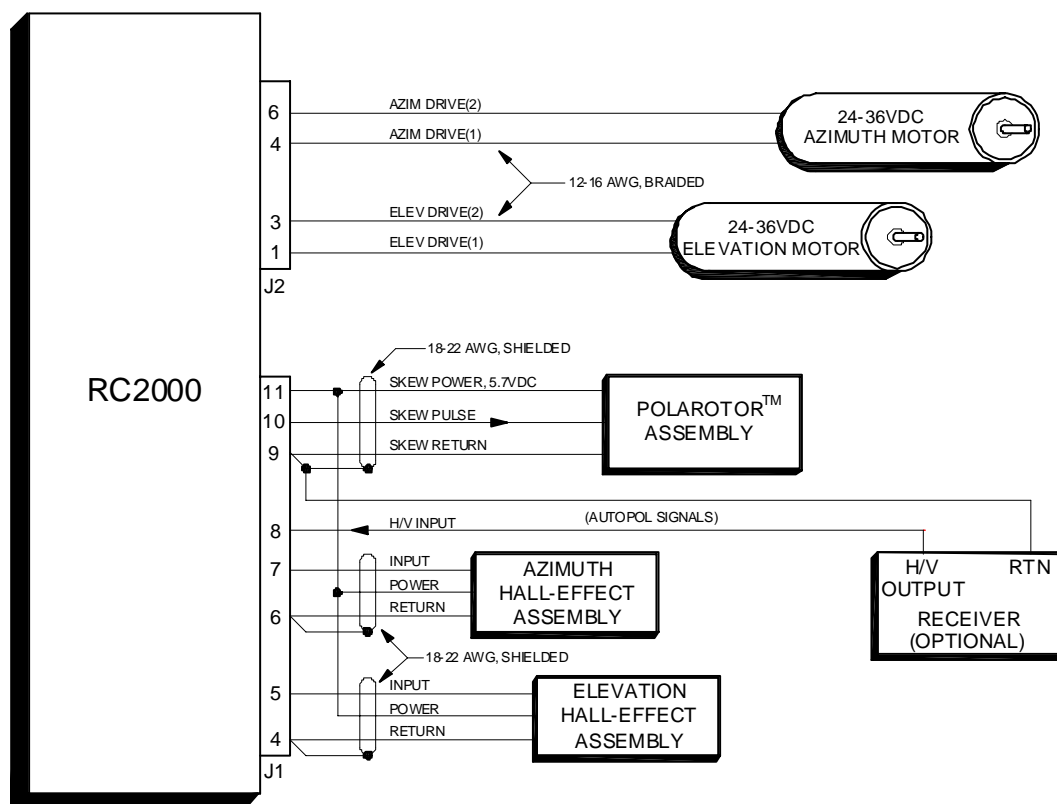 RC2000
6
AZIM DRIVE(2)
4
AZIM DRIVE(1)
24-36VDC
AZIMUTH MOTOR
12-16 AWG, BRAIDED
3
ELEV DRIVE(2)
1
ELEV DRIVE(1)
24-36VDC
ELEVATION MOTOR
J2
18-22 AWG, SHIELDED
11
SKEW POWER, 5.7VDC
10
SKEW PULSE
9
SKEW RETURN
POLAROTOR™
ASSEMBLY
8
H/V INPUT
(AUTOPOL SIGNALS)
7
INPUT
POWER
6
RETURN
AZIMUTH
HALL-EFFECT
ASSEMBLY
H/V
OUTPUT
RTN
RECEIVER
(OPTIONAL)
18-22 AWG, SHIELDED
5
INPUT
POWER
4
RETURN
ELEVATION
HALL-EFFECT
ASSEMBLY
J1